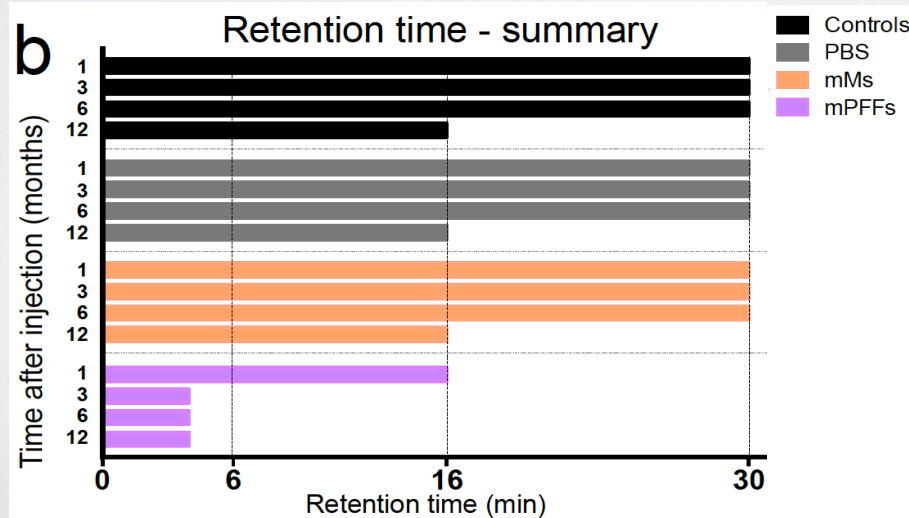 b
Retention time - summary
Controls
PBS
mMs
mPFFs
Time after injection (months)
1
3
6
12
1
3
6
12
1
3
6
12
1
3
6
12
0 6 16 30
Retention time (min)